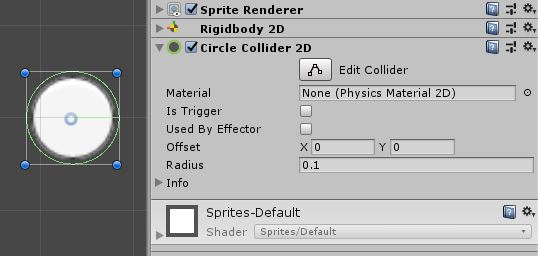 Sprite Renderer
Rigidbody 2D
Circle Collider 2D
Edit Collider
Material None (Physics Material 2D)
Is Trigger
Used By Effector
Offset X 0 Y 0
Radius 0.1
Info
Sprites-Default
Shader Sprites/Default